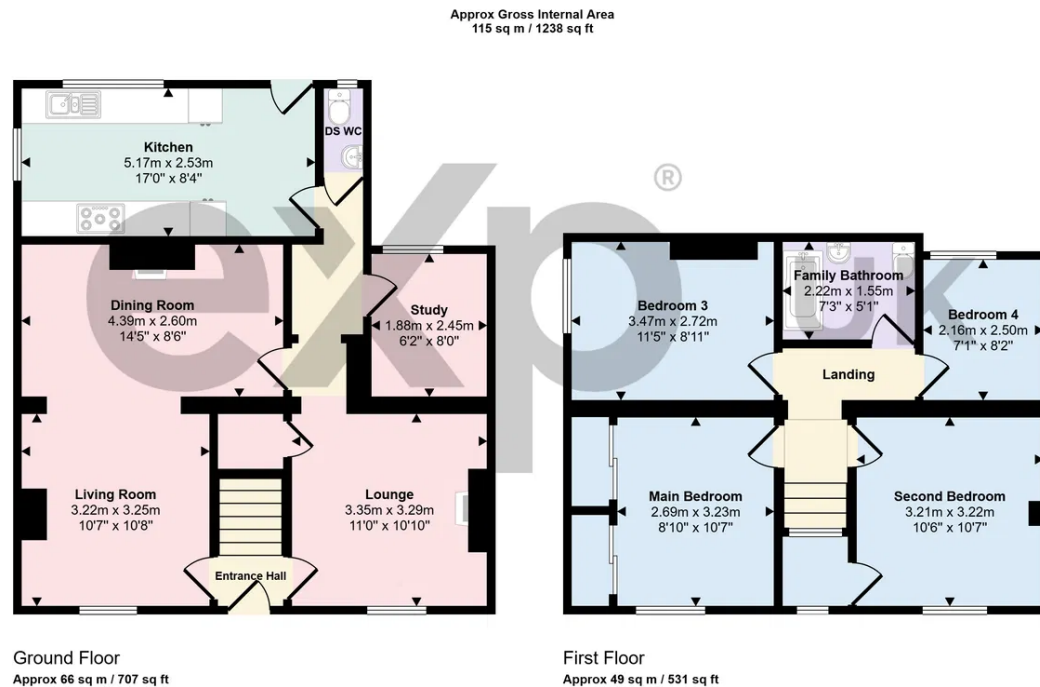 Approx Gross Internal Area
115 sq m / 1238 sq ft
Kitchen
5.17m x 2.53m
17'0" x 8'4"
DS WC
Dining Room
4.39m x 2.60m
14'5" x 8'6"
Study
1.88m x 2.45m
6'2" x 8'0"
Living Room
3.22m x 3.25m
10'7" x 10'8"
Lounge
3.35m x 3.29m
11'0" x 10'10"
Entrance Hall
Ground Floor
Approx 66 sq m / 707 sq ft
exp uk
®
Bedroom 3
3.47m x 2.72m
11'5" x 8'11"
Family Bathroom
2.22m x 1.55m
7'3" x 5'1"
Bedroom 4
2.16m x 2.50m
7'1" x 8'2"
Landing
Main Bedroom
2.69m x 3.23m
8'10" x 10'7"
Second Bedroom
3.21m x 3.22m
10'6" x 10'7"
First Floor
Approx 49 sq m / 531 sq ft